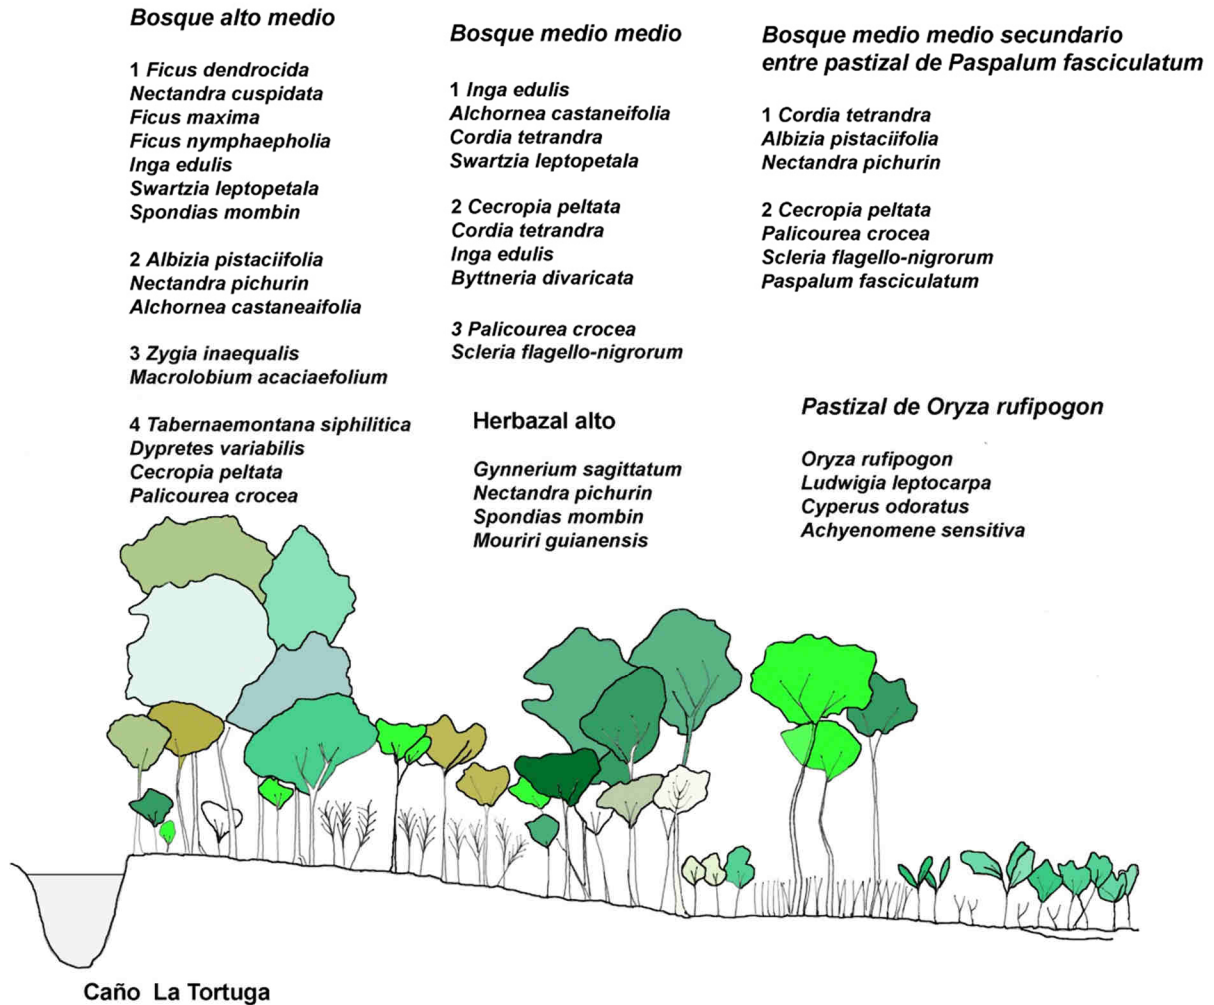 Bosque alto medio
1 Ficus dendrocida
Nectandra cuspidata
Ficus maxima
Ficus nymphaepholia
Inga edulis
Swartzia leptopetala
Spondias mombin
2 Albizia pistaciifolia
Nectandra pichurin
Alchornea castaneaifolia
3 Zygia inaequalis
Macrolobium acaciaefolium
4 Tabernaemontana siphilitica
Dypretes variabilis
Cecropia peltata
Palicourea crocea
Bosque medio medio
1 Inga edulis
Alchornea castaneifolia
Cordia tetrandra
Swartzia leptopetala
2 Cecropia peltata
Cordia tetrandra
Inga edulis
Byttneria divaricata
3 Palicourea crocea
Scleria flagello-nigrorum
Bosque medio medio secundario
entre pastizal de Paspalum fasciculatum
1 Cordia tetrandra
Albizia pistaciifolia
Nectandra pichurin
2 Cecropia peltata
Palicourea crocea
Scleria flagello-nigrorum
Paspalum fasciculatum
Herbazal alto
Gynnerium sagittatum
Nectandra pichurin
Spondias mombin
Mouriri guianensis
Pastizal de Oryza rufipogon
Oryza rufipogon
Ludwigia leptocarpa
Cyperus odoratus
Achyenomene sensitiva
Caño La Tortuga